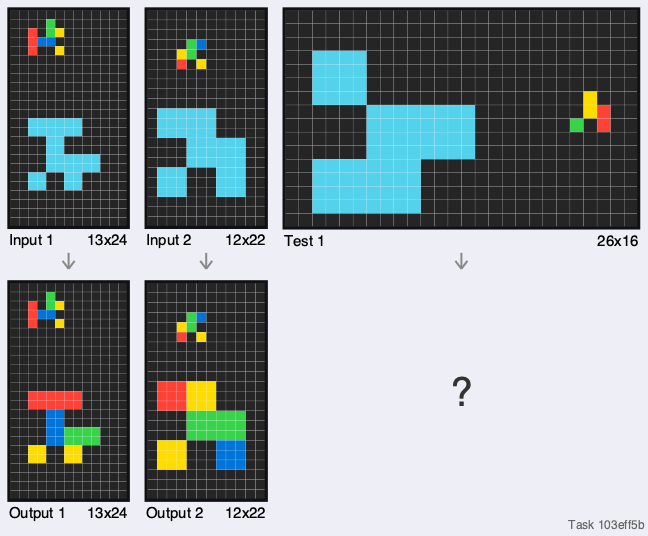 Input 1 13x24
Input 2 12x22
Test 1 26x16
?
Output 1 13x24
Output 2 12x22
Task 103eff5b